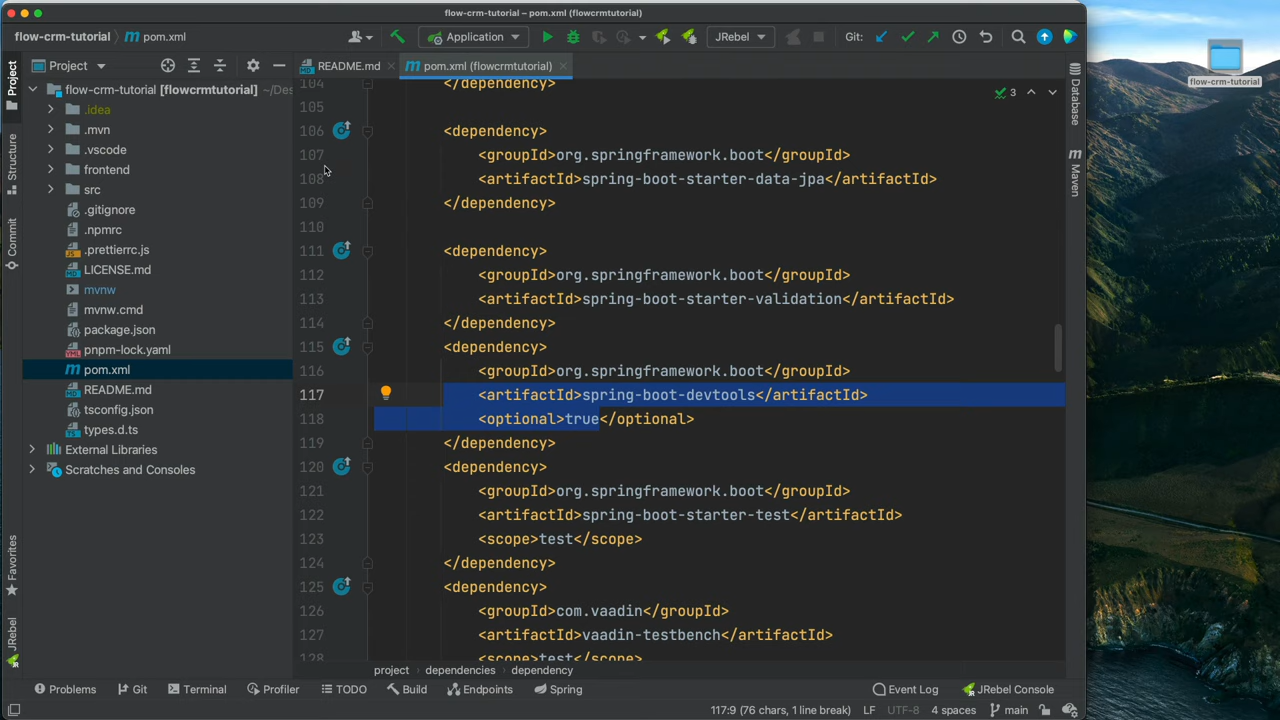 flow-crm-tutorial – pom.xml (flowcrmtutorial)
flow-crm-tutorial pom.xml
Application
JRebel
Git:
Project
README.md
pom.xml (flowcrmtutorial)
flow-crm-tutorial [flowcrmtutorial] ~/Des
.idea
.mvn
.vscode
frontend
src
.gitignore
.npmrc
.prettierrc.js
LICENSE.md
mvnw
mvnw.cmd
package.json
pnpm-lock.yaml
pom.xml
README.md
tsconfig.json
types.d.ts
External Libraries
Scratches and Consoles
Project
Structure
Commit
Favorites
JRebel
3
104 </dependency>
105
106 <dependency>
107 <groupId>org.springframework.boot</groupId>
108 <artifactId>spring-boot-starter-data-jpa</artifactId>
109 </dependency>
110
111 <dependency>
112 <groupId>org.springframework.boot</groupId>
113 <artifactId>spring-boot-starter-validation</artifactId>
114 </dependency>
115 <dependency>
116 <groupId>org.springframework.boot</groupId>
117 <artifactId>spring-boot-devtools</artifactId>
118 <optional>true</optional>
119 </dependency>
120 <dependency>
121 <groupId>org.springframework.boot</groupId>
122 <artifactId>spring-boot-starter-test</artifactId>
123 <scope>test</scope>
124 </dependency>
125 <dependency>
126 <groupId>com.vaadin</groupId>
127 <artifactId>vaadin-testbench</artifactId>
128 <scope>test</scope>
Database
Maven
flow-crm-tutorial
project › dependencies › dependency
Problems
Git
Terminal
Profiler
TODO
Build
Endpoints
Spring
Event Log
JRebel Console
117:9 (76 chars, 1 line break) LF UTF-8 4 spaces main